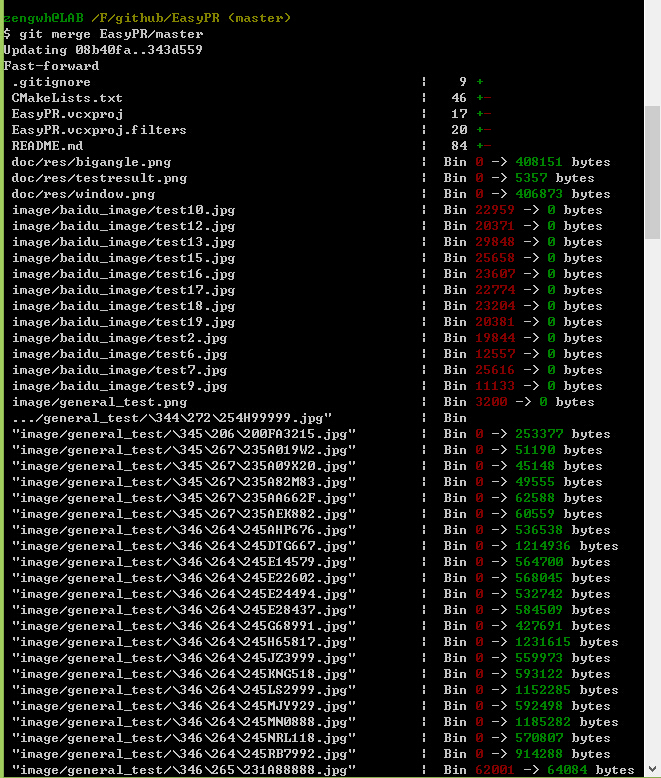 zengwh@LAB /F/github/EasyPR (master)
$ git merge EasyPR/master
Updating 08b40fa..343d559
Fast-forward
.gitignore | 9 +-
CMakeLists.txt | 46 +-
EasyPR.vcxproj | 17 +-
EasyPR.vcxproj.filters | 20 +-
README.md | 84 +-
doc/res/bigangle.png | Bin 0 -> 408151 bytes
doc/res/testresult.png | Bin 0 -> 5357 bytes
doc/res/window.png | Bin 0 -> 406873 bytes
image/baidu_image/test10.jpg | Bin 22959 -> 0 bytes
image/baidu_image/test12.jpg | Bin 20371 -> 0 bytes
image/baidu_image/test13.jpg | Bin 29848 -> 0 bytes
image/baidu_image/test15.jpg | Bin 25658 -> 0 bytes
image/baidu_image/test16.jpg | Bin 23607 -> 0 bytes
image/baidu_image/test17.jpg | Bin 22774 -> 0 bytes
image/baidu_image/test18.jpg | Bin 23204 -> 0 bytes
image/baidu_image/test19.jpg | Bin 20381 -> 0 bytes
image/baidu_image/test2.jpg | Bin 19844 -> 0 bytes
image/baidu_image/test6.jpg | Bin 12557 -> 0 bytes
image/baidu_image/test7.jpg | Bin 25616 -> 0 bytes
image/baidu_image/test9.jpg | Bin 11133 -> 0 bytes
image/general_test.png | Bin 3200 -> 0 bytes
.../general_test/\344\272\254H99999.jpg" | Bin
"image/general_test/\345\206\200FA3215.jpg" | Bin 0 -> 253377 bytes
"image/general_test/\345\267\235A019W2.jpg" | Bin 0 -> 51190 bytes
"image/general_test/\345\267\235A09X20.jpg" | Bin 0 -> 45148 bytes
"image/general_test/\345\267\235A82M83.jpg" | Bin 0 -> 49555 bytes
"image/general_test/\345\267\235AA662F.jpg" | Bin 0 -> 62588 bytes
"image/general_test/\345\267\235AEK882.jpg" | Bin 0 -> 60559 bytes
"image/general_test/\346\264\245AHP676.jpg" | Bin 0 -> 536538 bytes
"image/general_test/\346\264\245DTG667.jpg" | Bin 0 -> 1214936 bytes
"image/general_test/\346\264\245E14579.jpg" | Bin 0 -> 564700 bytes
"image/general_test/\346\264\245E22602.jpg" | Bin 0 -> 568045 bytes
"image/general_test/\346\264\245E24494.jpg" | Bin 0 -> 532742 bytes
"image/general_test/\346\264\245E28437.jpg" | Bin 0 -> 584509 bytes
"image/general_test/\346\264\245G68991.jpg" | Bin 0 -> 427691 bytes
"image/general_test/\346\264\245H65817.jpg" | Bin 0 -> 1231615 bytes
"image/general_test/\346\264\245JZ3999.jpg" | Bin 0 -> 559973 bytes
"image/general_test/\346\264\245KNG518.jpg" | Bin 0 -> 593122 bytes
"image/general_test/\346\264\245LS2999.jpg" | Bin 0 -> 1152285 bytes
"image/general_test/\346\264\245MJY929.jpg" | Bin 0 -> 592498 bytes
"image/general_test/\346\264\245MN0888.jpg" | Bin 0 -> 1185282 bytes
"image/general_test/\346\264\245NRL118.jpg" | Bin 0 -> 570807 bytes
"image/general_test/\346\264\245RB7992.jpg" | Bin 0 -> 914288 bytes
"image/general_test/\346\265\231A88888.jpg" | Bin 62001 -> 64084 bytes